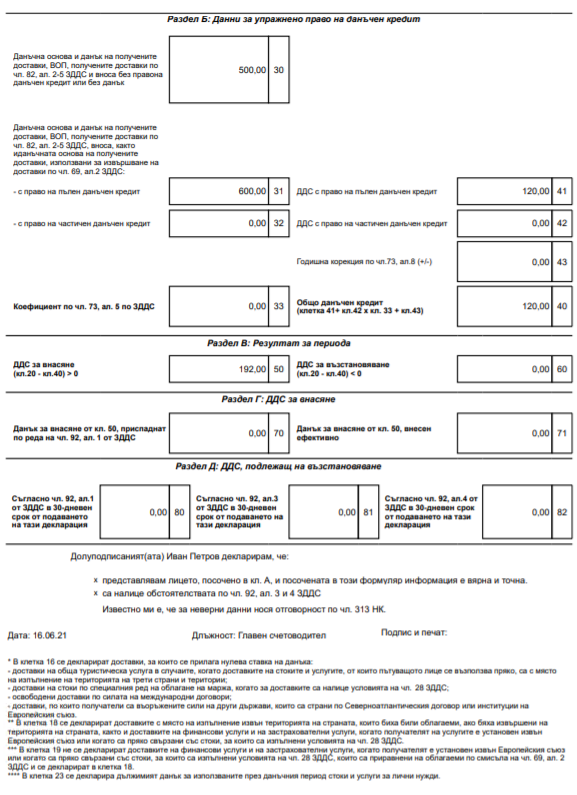 Раздел Б: Данни за упражнено право на данъчен кредит
Данъчна основа и данък на получените
доставки, ВОП, получените доставки по
чл. 82, ал. 2-5 ЗДДС и вноса без правона
данъчен кредит или без данък
500,00 30
Данъчна основа и данък на получените
доставки, ВОП, получените доставки по
чл. 82, ал. 2-5 ЗДДС, вноса, както
иданъчната основа на получените
доставки, използвани за извършване на
доставки по чл. 69, ал.2 ЗДДС:
- с право на пълен данъчен кредит 600,00 31 ДДС с право на пълен данъчен кредит 120,00 41
- с право на частичен данъчен кредит 0,00 32 ДДС с право на частичен данъчен кредит 0,00 42
Годишна корекция по чл.73, ал.8 (+/-) 0,00 43
Коефициент по чл. 73, ал. 5 по ЗДДС 0,00 33 Общо данъчен кредит
(клетка 41+ кл.42 x кл. 33 + кл.43) 120,00 40
Раздел В: Резултат за периода
ДДС за внасяне
(кл.20 - кл.40) > 0 192,00 50 ДДС за възстановяване
(кл.20 - кл.40) < 0 0,00 60
Раздел Г: ДДС за внасяне
Данък за внасяне от кл. 50, приспаднат
по реда на чл. 92, ал. 1 от ЗДДС 0,00 70 Данък за внасяне от кл. 50, внесен
ефективно 0,00 71
Раздел Д: ДДС, подлежащ на възстановяване
Съгласно чл. 92, ал.1
от ЗДДС в 30-дневен
срок от подаването
на тази декларация
0,00 80
Съгласно чл. 92, ал.3
от ЗДДС в 30-дневен
срок от подаването на
тази декларация
0,00 81
Съгласно чл. 92, ал.4 от
ЗДДС в 30-дневен срок
от подаването на тази
декларация
0,00 82
Долуподписаният(ата) Иван Петров декларирам, че:
x представлявам лицето, посочено в кл. А, и посочената в този формуляр информация е вярна и точна.
x са налице обстоятелствата по чл. 92, ал. 3 и 4 ЗДДС
Известно ми е, че за неверни данни нося отговорност по чл. 313 НК.
Дата: 16.06.21 Длъжност: Главен счетоводител Подпис и печат:
* В клетка 16 се декларират доставки, за които се прилага нулева ставка на данъка:
- доставки на обща туристическа услуга в случаите, когато доставките на стоките и услугите, от които пътуващото лице се възползва пряко, са с място
на изпълнение на територията на трети страни и територии;
- доставки на стоки по специалния ред на облагане на маржа, когато за доставките са налице условията на чл. 28 ЗДДС;
- освободени доставки по силата на международни договори;
- доставки, по които получатели са въоръжените сили на други държави, които са страни по Северноатлантическия договор или институции на
Европейския съюз.
** В клетка 18 се декларират доставките с място на изпълнение извън територията на страната, които биха били облагаеми, ако бяха извършени на
територията на страната, както и доставките на финансови услуги и на застрахователни услуги, когато получателят на услугите е установен извън
Европейския съюз или когато са пряко свързани със стоки, за които са изпълнени условията на чл. 28 ЗДДС.
*** В клетка 19 не се декларират доставките на финансови услуги и на застрахователни услуги, когато получателят е установен извън Европейския съюз
или когато са пряко свързани със стоки, за които са изпълнени условията на чл. 28 ЗДДС, които са приравнени на облагаеми по смисъла на чл. 69, ал. 2
ЗДДС и се декларират в клетка 18.
**** В клетка 23 се декларира дължимият данък за използваните през данъчния период стоки и услуги за лични нужди.